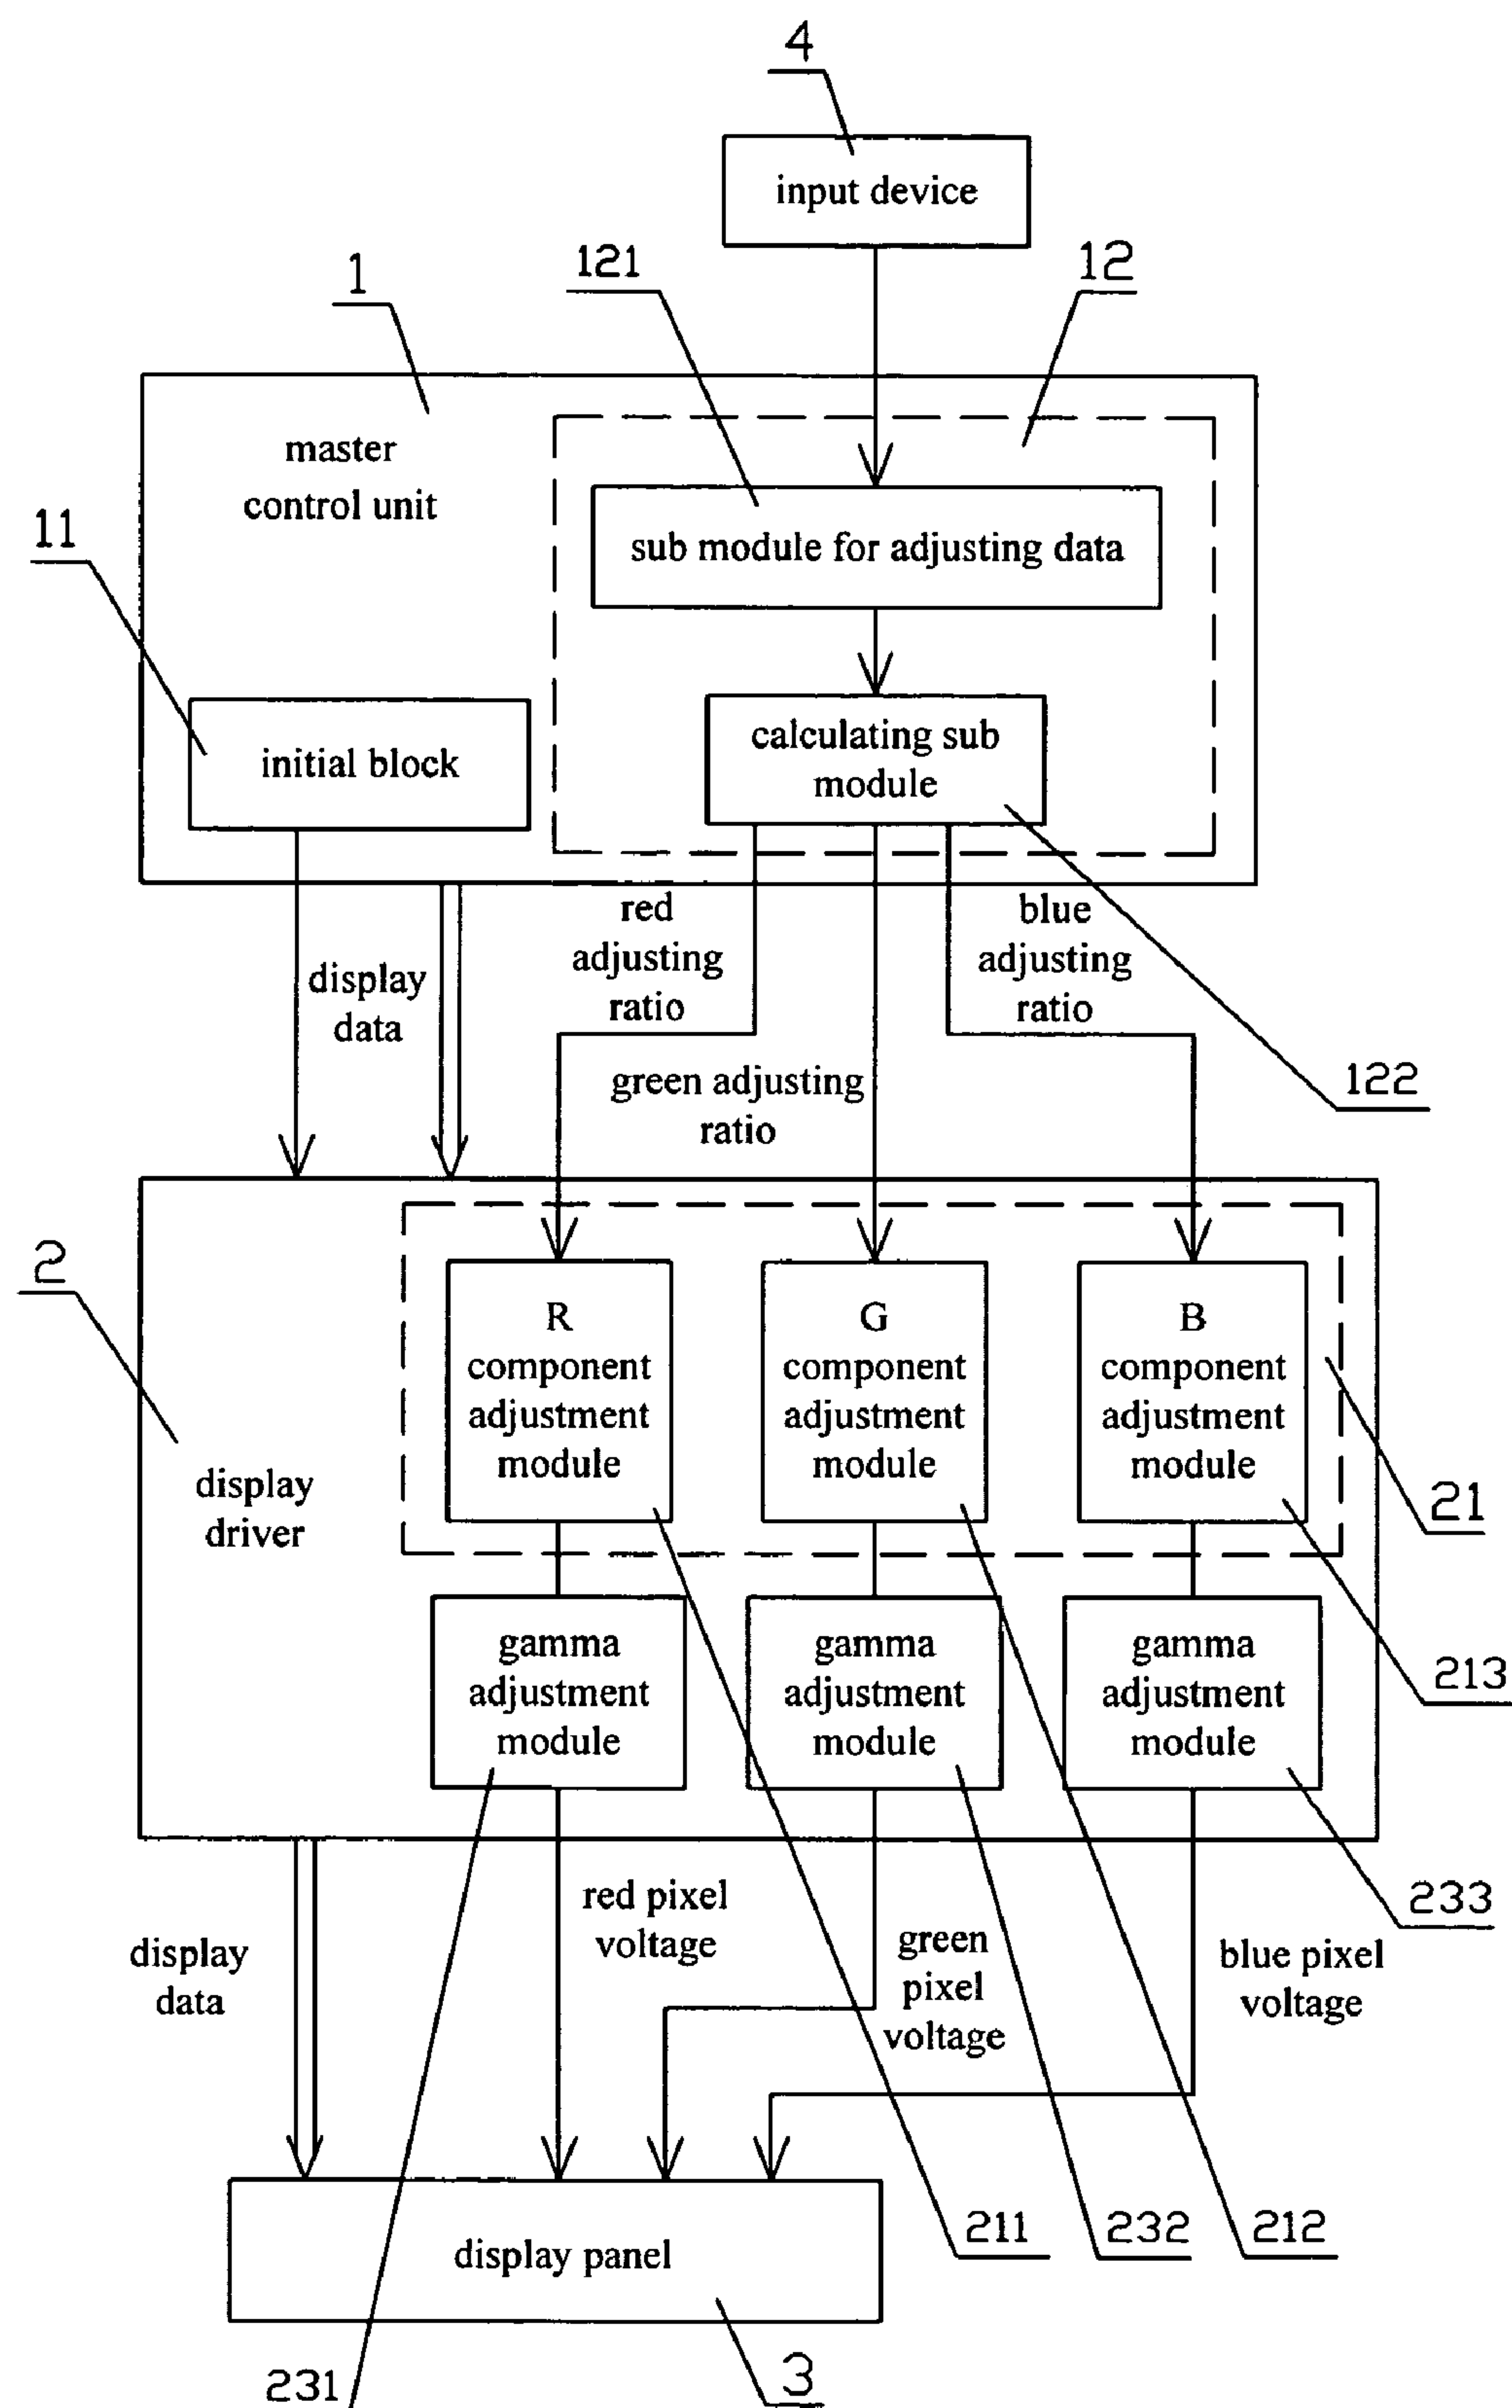 4
input device
1
121
12
master
control unit
11
sub module for adjusting data
initial block
calculating sub
module
display
data
red
adjusting
ratio
blue
adjusting
ratio
green adjusting
ratio
122
2
R
component
adjustment
module
G
component
adjustment
module
B
component
adjustment
module
display
driver
21
gamma
adjustment
module
gamma
adjustment
module
gamma
adjustment
module
213
233
display
data
red pixel
voltage
green
pixel
voltage
blue pixel
voltage
211
232
212
display panel
231
3